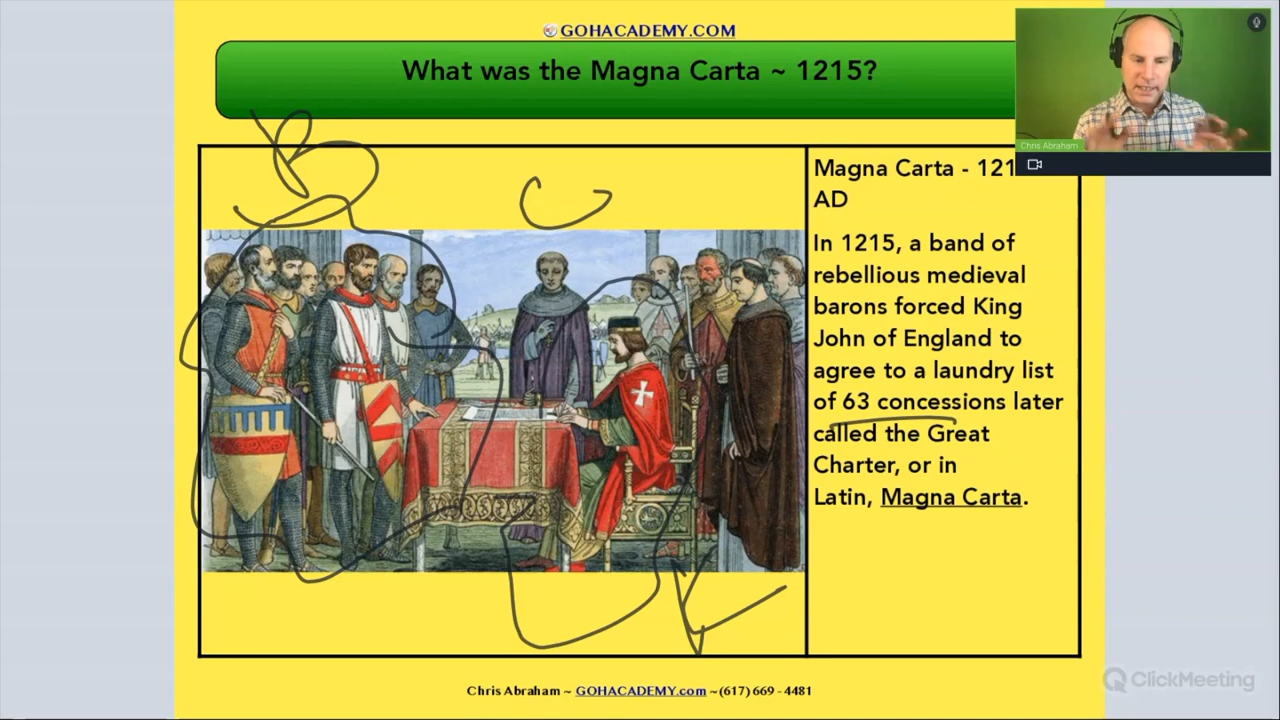 GOHACADEMY.COM
What was the Magna Carta ~ 1215?
Chris Abraham
B
C
Magna Carta - 121
AD
In 1215, a band of
rebellious medieval
barons forced King
John of England to
agree to a laundry list
of 63 concessions later
called the Great
Charter, or in
Latin, Magna Carta.
K
Chris Abraham ~ GOHACADEMY.com ~(617) 669 - 4481
ClickMeeting